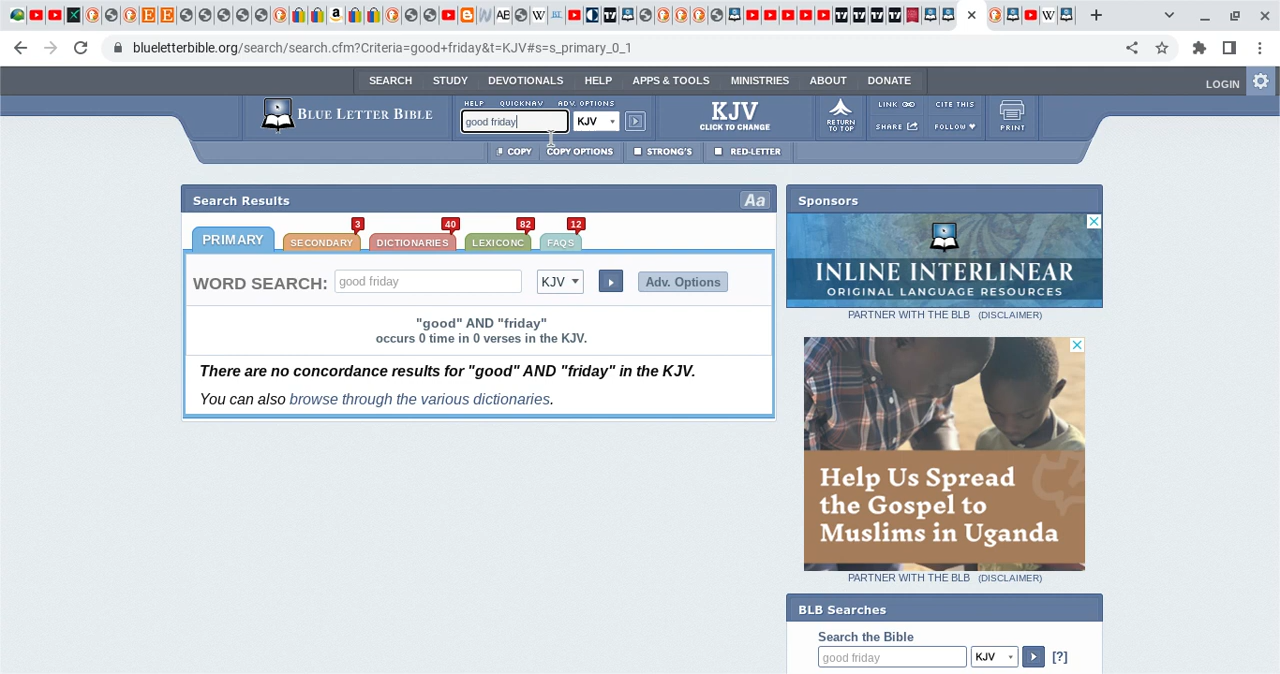 blueletterbible.org/search/search.cfm?Criteria=good+friday&t=KJV#s=s_primary_0_1
SEARCH STUDY DEVOTIONALS HELP APPS & TOOLS MINISTRIES ABOUT DONATE
LOGIN
HELP QUICKNAV ADV. OPTIONS
BLUE LETTER BIBLE
good friday KJV
KJV
CLICK TO CHANGE
RETURN
TO TOP
LINK
CITE THIS
SHARE
FOLLOW
PRINT
COPY COPY OPTIONS STRONG'S RED-LETTER
Search Results Aa
3 40 82 12
PRIMARY SECONDARY DICTIONARIES LEXICONC FAQS
WORD SEARCH: good friday KJV Adv. Options
"good" AND "friday"
occurs 0 time in 0 verses in the KJV.
There are no concordance results for "good" AND "friday" in the KJV.
You can also browse through the various dictionaries.
Sponsors
INLINE INTERLINEAR
ORIGINAL LANGUAGE RESOURCES
PARTNER WITH THE BLB (DISCLAIMER)
Help Us Spread
the Gospel to
Muslims in Uganda
PARTNER WITH THE BLB (DISCLAIMER)
BLB Searches
Search the Bible
good friday KJV [?]